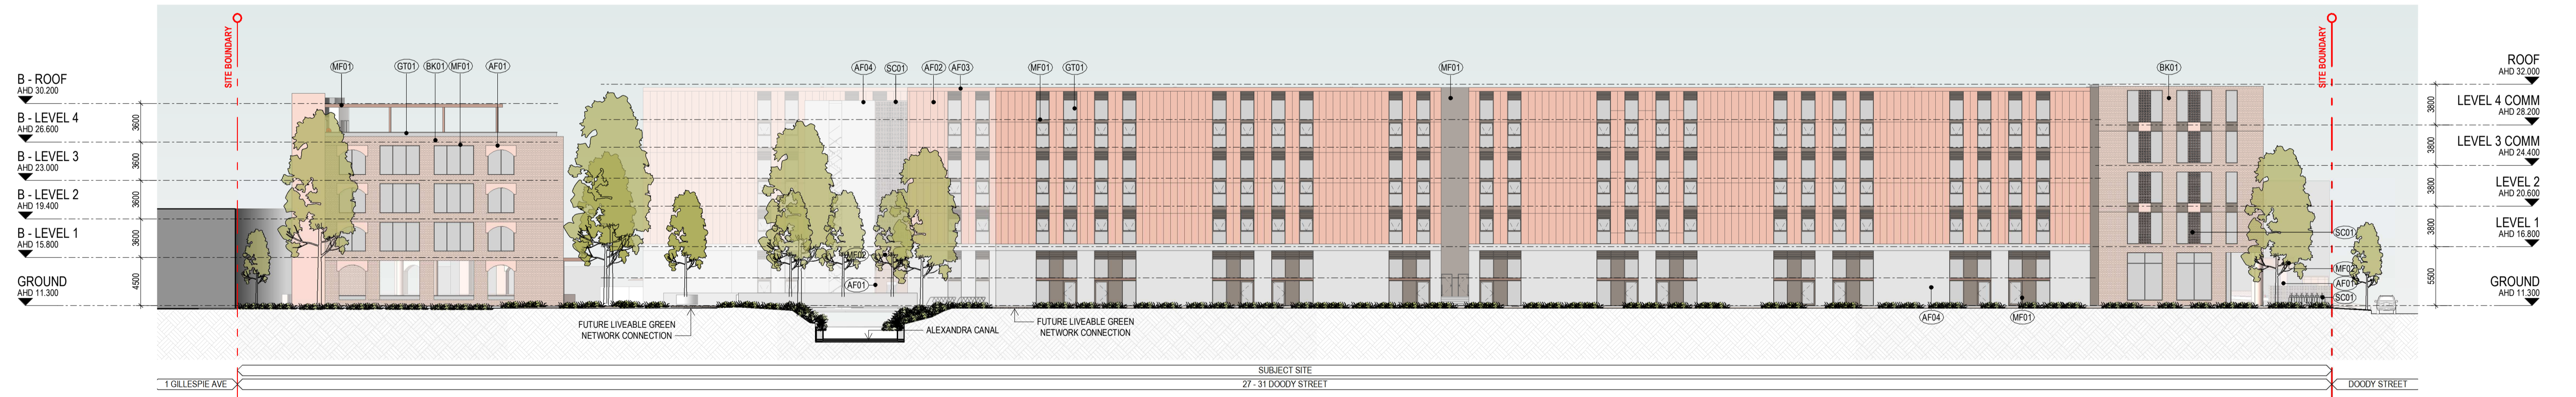 SITE BOUNDARY
SITE BOUNDARY
MF01
GT01
BK01
MF01
AF01
AF04
SC01
AF02
AF03
MF01
GT01
MF01
BK01
B - ROOF
AHD 30.200
B - LEVEL 4
AHD 26.600
B - LEVEL 3
AHD 23.000
B - LEVEL 2
AHD 19.400
B - LEVEL 1
AHD 15.800
GROUND
AHD 11.300
3600
3600
3600
3600
4500
MF02
AF01
ROOF
AHD 32.000
LEVEL 4 COMM
AHD 28.200
LEVEL 3 COMM
AHD 24.400
LEVEL 2
AHD 20.600
LEVEL 1
AHD 16.800
GROUND
AHD 11.300
3800
3800
3800
3800
5500
SC01
MF02
AF01
SC01
AF04
MF01
FUTURE LIVEABLE GREEN
NETWORK CONNECTION
ALEXANDRA CANAL
FUTURE LIVEABLE GREEN
NETWORK CONNECTION
SUBJECT SITE
1 GILLESPIE AVE
27 - 31 DOODY STREET
DOODY STREET